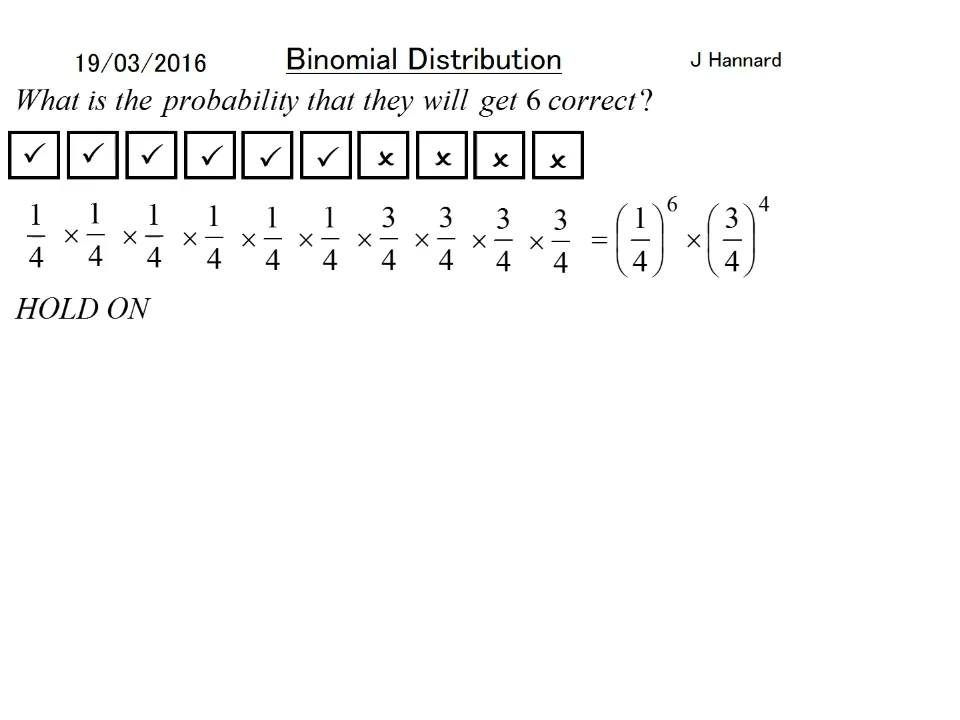 19/03/2016 Binomial Distribution J Hannard
What is the probability that they will get 6 correct?
✓ ✓ ✓ ✓ ✓ ✓ x x x x
1/4 × 1/4 × 1/4 × 1/4 × 1/4 × 1/4 × 3/4 × 3/4 × 3/4 × 3/4 = (1/4)^6 × (3/4)^4
HOLD ON